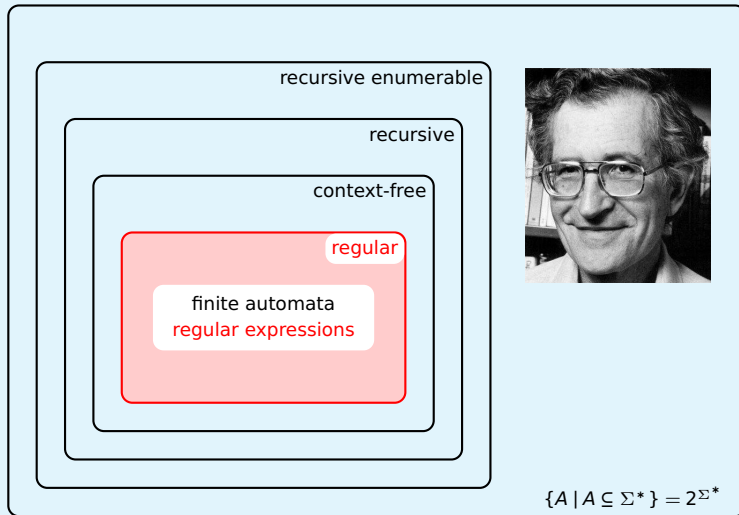 recursive enumerable
recursive
context-free
regular
finite automata
regular expressions
{A | A ⊆ Σ*} = 2^Σ*